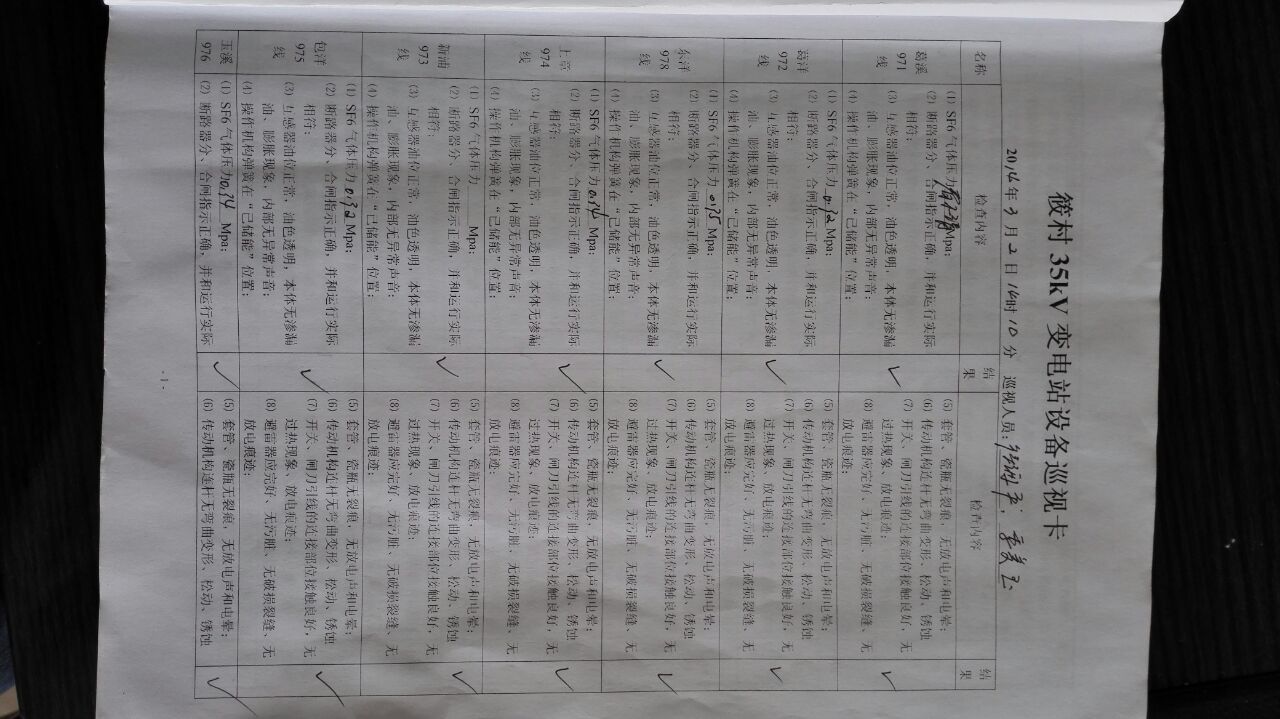 筱村 35kV 变电站设备巡视卡
2014年 3 月 2 日 14时 10 分 巡视人员:
名称 检查内容 结果 检查内容 结果
葛溪 971 线
(1) SF6 气体压力 Mpa;
(2) 断路器分、合闸指示正确，并和运行实际
相符;
(3) 互感器油位正常，油色透明，本体无渗漏
油、膨胀现象，内部无异常声音;
(4) 操作机构弹簧在“已储能”位置;
✓
(5) 套管、瓷瓶无裂痕，无放电声和电晕;
(6) 传动机构连杆无弯曲变形、松动、锈蚀
(7) 开关、闸刀引线的连接部位接触良好，无
过热现象、放电痕迹;
(8) 避雷器应完好、无污脏、无破损裂缝、无
放电痕迹;
✓
葛洋 972 线
(1) SF6 气体压力 0.32 Mpa;
(2) 断路器分、合闸指示正确，并和运行实际
相符;
(3) 互感器油位正常，油色透明，本体无渗漏
油、膨胀现象，内部无异常声音;
(4) 操作机构弹簧在“已储能”位置;
✓
(5) 套管、瓷瓶无裂痕，无放电声和电晕;
(6) 传动机构连杆无弯曲变形、松动、锈蚀
(7) 开关、闸刀引线的连接部位接触良好，无
过热现象、放电痕迹;
(8) 避雷器应完好、无污脏、无破损裂缝、无
放电痕迹;
✓
东洋 978 线
(1) SF6 气体压力 0.35 Mpa;
(2) 断路器分、合闸指示正确，并和运行实际
相符;
(3) 互感器油位正常，油色透明，本体无渗漏
油、膨胀现象，内部无异常声音;
(4) 操作机构弹簧在“已储能”位置;
✓
(5) 套管、瓷瓶无裂痕，无放电声和电晕;
(6) 传动机构连杆无弯曲变形、松动、锈蚀
(7) 开关、闸刀引线的连接部位接触良好，无
过热现象、放电痕迹;
(8) 避雷器应完好、无污脏、无破损裂缝、无
放电痕迹;
✓
上章 974 线
(1) SF6 气体压力 0.54 Mpa;
(2) 断路器分、合闸指示正确，并和运行实际
相符;
(3) 互感器油位正常，油色透明，本体无渗漏
油、膨胀现象，内部无异常声音;
(4) 操作机构弹簧在“已储能”位置;
✓
(5) 套管、瓷瓶无裂痕，无放电声和电晕;
(6) 传动机构连杆无弯曲变形、松动、锈蚀
(7) 开关、闸刀引线的连接部位接触良好，无
过热现象、放电痕迹;
(8) 避雷器应完好、无污脏、无破损裂缝、无
放电痕迹;
✓
新浦 973 线
(1) SF6 气体压力 Mpa;
(2) 断路器分、合闸指示正确，并和运行实际
相符;
(3) 互感器油位正常，油色透明，本体无渗漏
油、膨胀现象，内部无异常声音;
(4) 操作机构弹簧在“已储能”位置;
✓
(5) 套管、瓷瓶无裂痕，无放电声和电晕;
(6) 传动机构连杆无弯曲变形、松动、锈蚀
(7) 开关、闸刀引线的连接部位接触良好，无
过热现象、放电痕迹;
(8) 避雷器应完好、无污脏、无破损裂缝、无
放电痕迹;
✓
包洋 975 线
(1) SF6 气体压力 0.32 Mpa;
(2) 断路器分、合闸指示正确，并和运行实际
相符;
(3) 互感器油位正常，油色透明，本体无渗漏
油、膨胀现象，内部无异常声音;
(4) 操作机构弹簧在“已储能”位置;
✓
(5) 套管、瓷瓶无裂痕，无放电声和电晕;
(6) 传动机构连杆无弯曲变形、松动、锈蚀
(7) 开关、闸刀引线的连接部位接触良好，无
过热现象、放电痕迹;
(8) 避雷器应完好、无污脏、无破损裂缝、无
放电痕迹;
✓
玉溪 976
(1) SF6 气体压力 0.34 Mpa;
(2) 断路器分、合闸指示正确，并和运行实际
✓
(5) 套管、瓷瓶无裂痕，无放电声和电晕;
(6) 传动机构连杆无弯曲变形、松动、锈蚀
✓
- 1 -